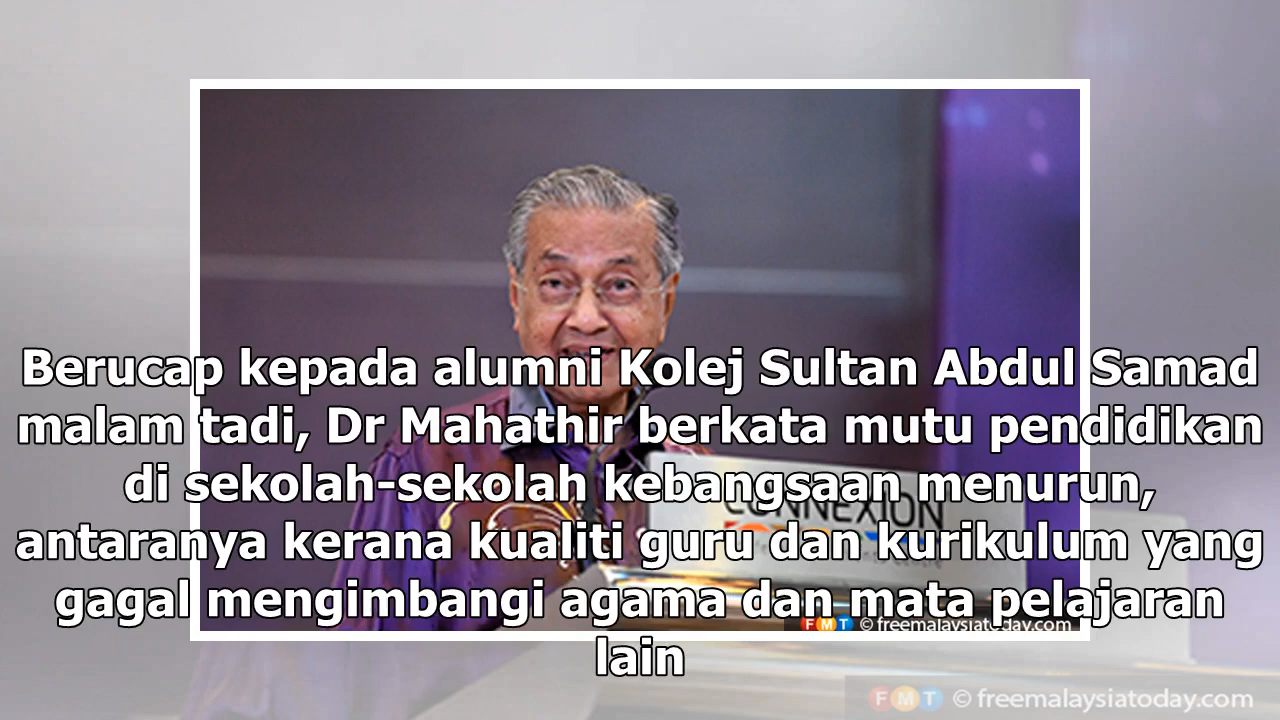 Berucap kepada alumni Kolej Sultan Abdul Samad
malam tadi, Dr Mahathir berkata mutu pendidikan
di sekolah-sekolah kebangsaan menurun,
antaranya kerana kualiti guru dan kurikulum yang
gagal mengimbangi agama dan mata pelajaran
lain
CONNEXION
FMT © freemalaysiatoday.com
FMT © freemalaysiatoday.com